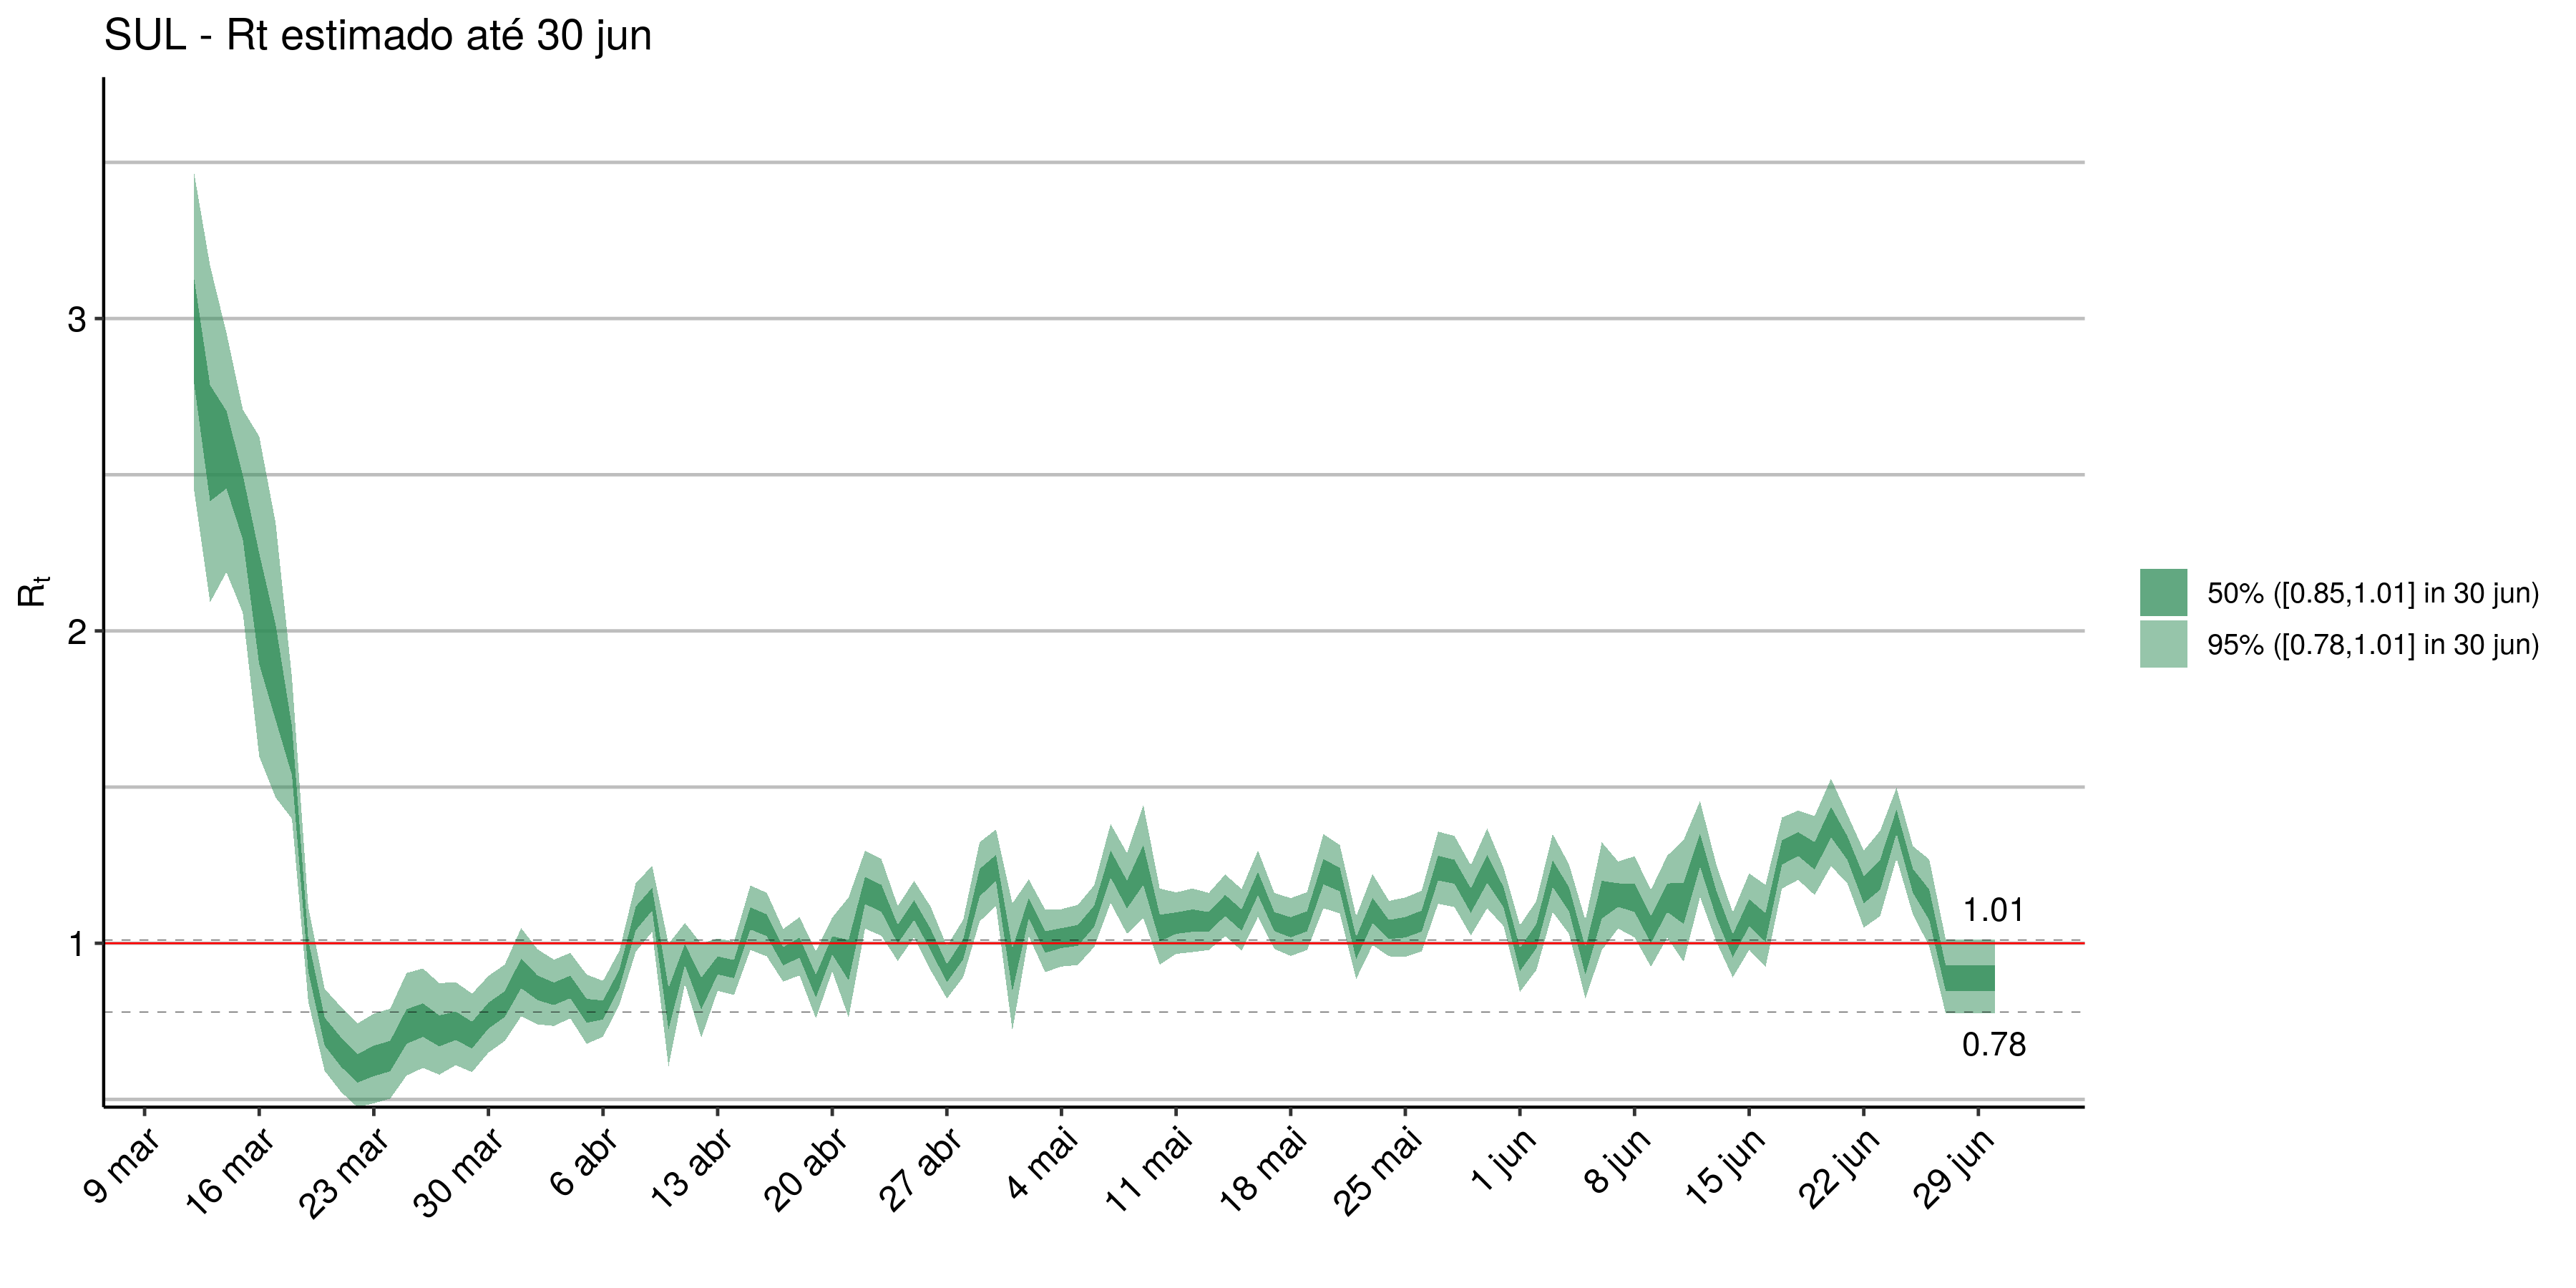 SUL - Rt estimado até 30 jun
Rt
3
2
1
1.01
0.78
9 mar
16 mar
23 mar
30 mar
6 abr
13 abr
20 abr
27 abr
4 mai
11 mai
18 mai
25 mai
1 jun
8 jun
15 jun
22 jun
29 jun
50% ([0.85,1.01] in 30 jun)
95% ([0.78,1.01] in 30 jun)